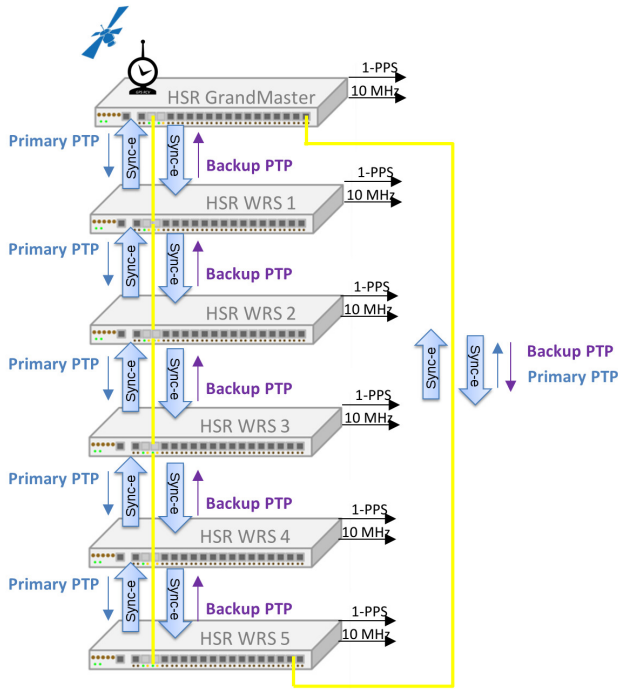 1-PPS
HSR GrandMaster
10 MHz
Primary PTP
Sync-e
Sync-e
Backup PTP
1-PPS
HSR WRS 1
10 MHz
Primary PTP
Sync-e
Sync-e
Backup PTP
1-PPS
HSR WRS 2
10 MHz
Primary PTP
Sync-e
Sync-e
Backup PTP
Sync-e
Sync-e
Backup PTP
Primary PTP
1-PPS
HSR WRS 3
10 MHz
Primary PTP
Sync-e
Sync-e
Backup PTP
1-PPS
HSR WRS 4
10 MHz
Primary PTP
Sync-e
Sync-e
Backup PTP
1-PPS
HSR WRS 5
10 MHz